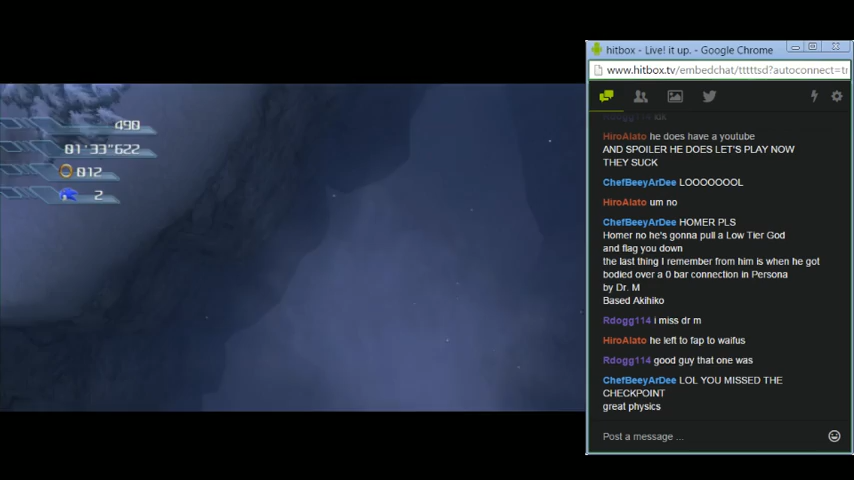 490
01'33"622
012
2
hitbox - Live! it up. - Google Chrome
www.hitbox.tv/embedchat/tttttsd?autoconnect=tr
HiroAlato he does have a youtube
AND SPOILER HE DOES LET'S PLAY NOW
THEY SUCK
ChefBeeyArDee LOOOOOOOL
HiroAlato um no
ChefBeeyArDee HOMER PLS
Homer no he's gonna pull a Low Tier God
and flag you down
the last thing I remember from him is when he got
bodied over a 0 bar connection in Persona
by Dr. M
Based Akihiko
Rdogg114 i miss dr m
HiroAlato he left to fap to waifus
Rdogg114 good guy that one was
ChefBeeyArDee LOL YOU MISSED THE
CHECKPOINT
great physics
Post a message ...